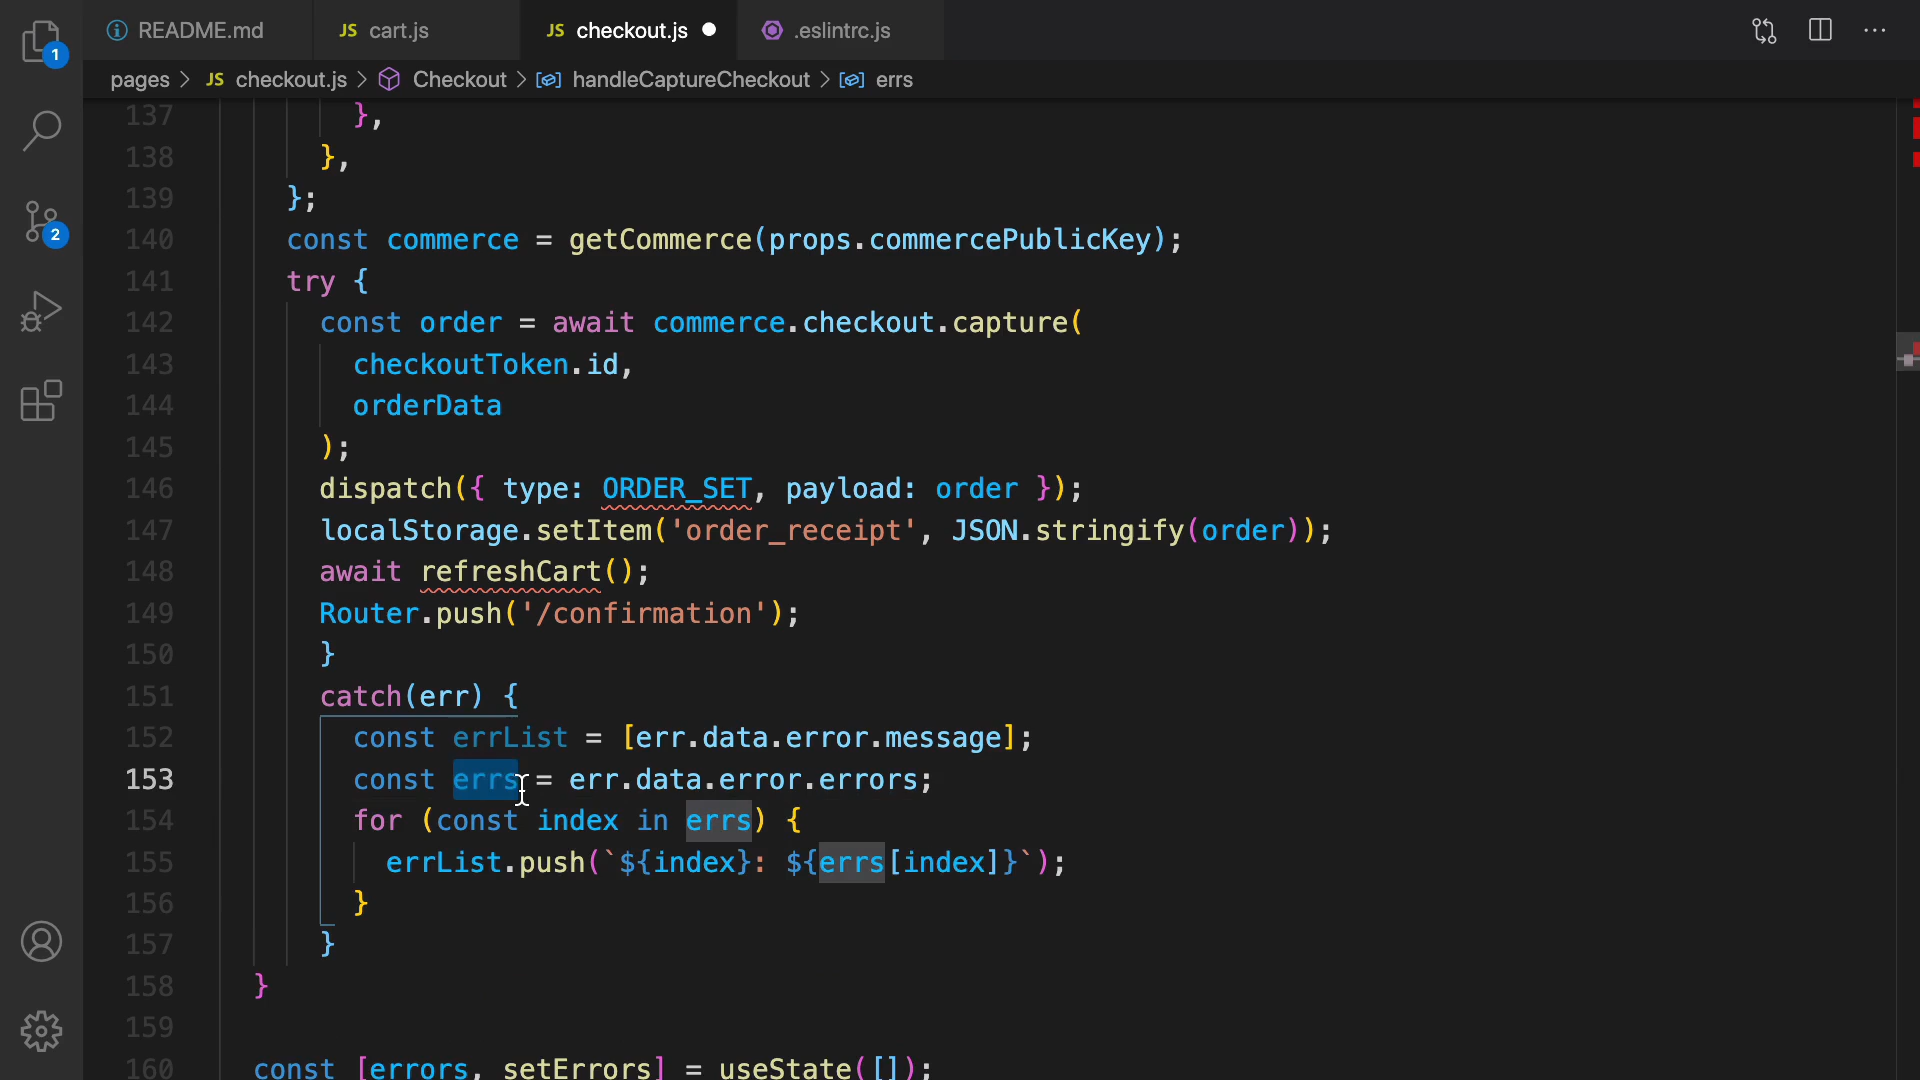 1
2
README.md
JS cart.js
JS checkout.js
.eslintrc.js
pages > JS checkout.js > Checkout > handleCaptureCheckout > errs
137 },
138 },
139 };
140 const commerce = getCommerce(props.commercePublicKey);
141 try {
142 const order = await commerce.checkout.capture(
143 checkoutToken.id,
144 orderData
145 );
146 dispatch({ type: ORDER_SET, payload: order });
147 localStorage.setItem('order_receipt', JSON.stringify(order));
148 await refreshCart();
149 Router.push('/confirmation');
150 }
151 catch(err) {
152 const errList = [err.data.error.message];
153 const errs = err.data.error.errors;
154 for (const index in errs) {
155 errList.push(`${index}: ${errs[index]}`);
156 }
157 }
158 }
159
160 const [errors, setErrors] = useState([]);